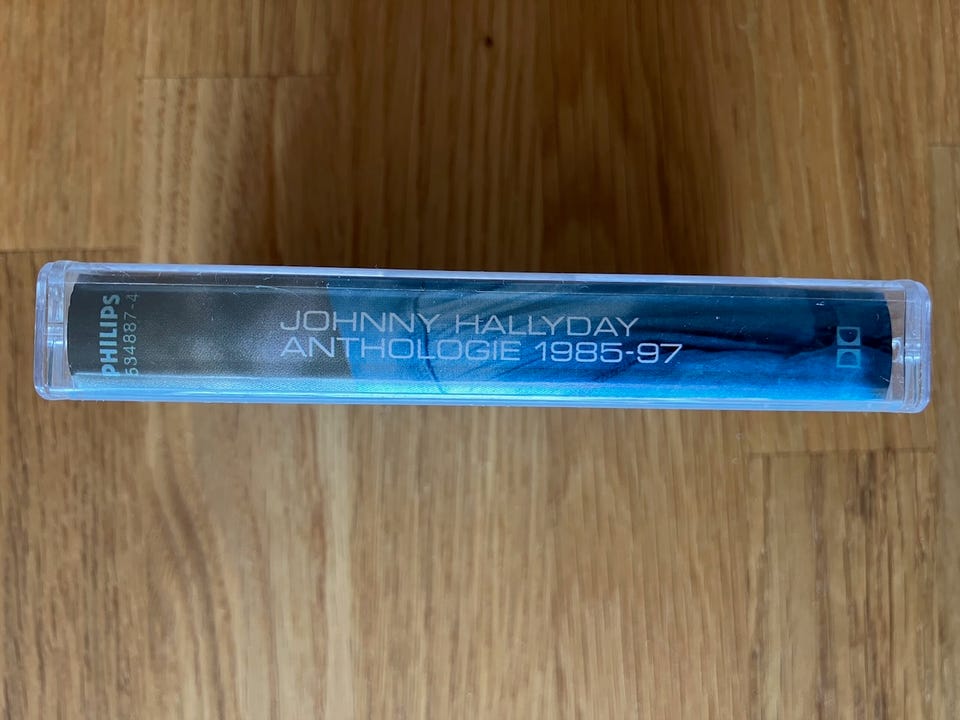 PHILIPS
534887-4
JOHNNY HALLYDAY
ANTHOLOGIE 1985-97